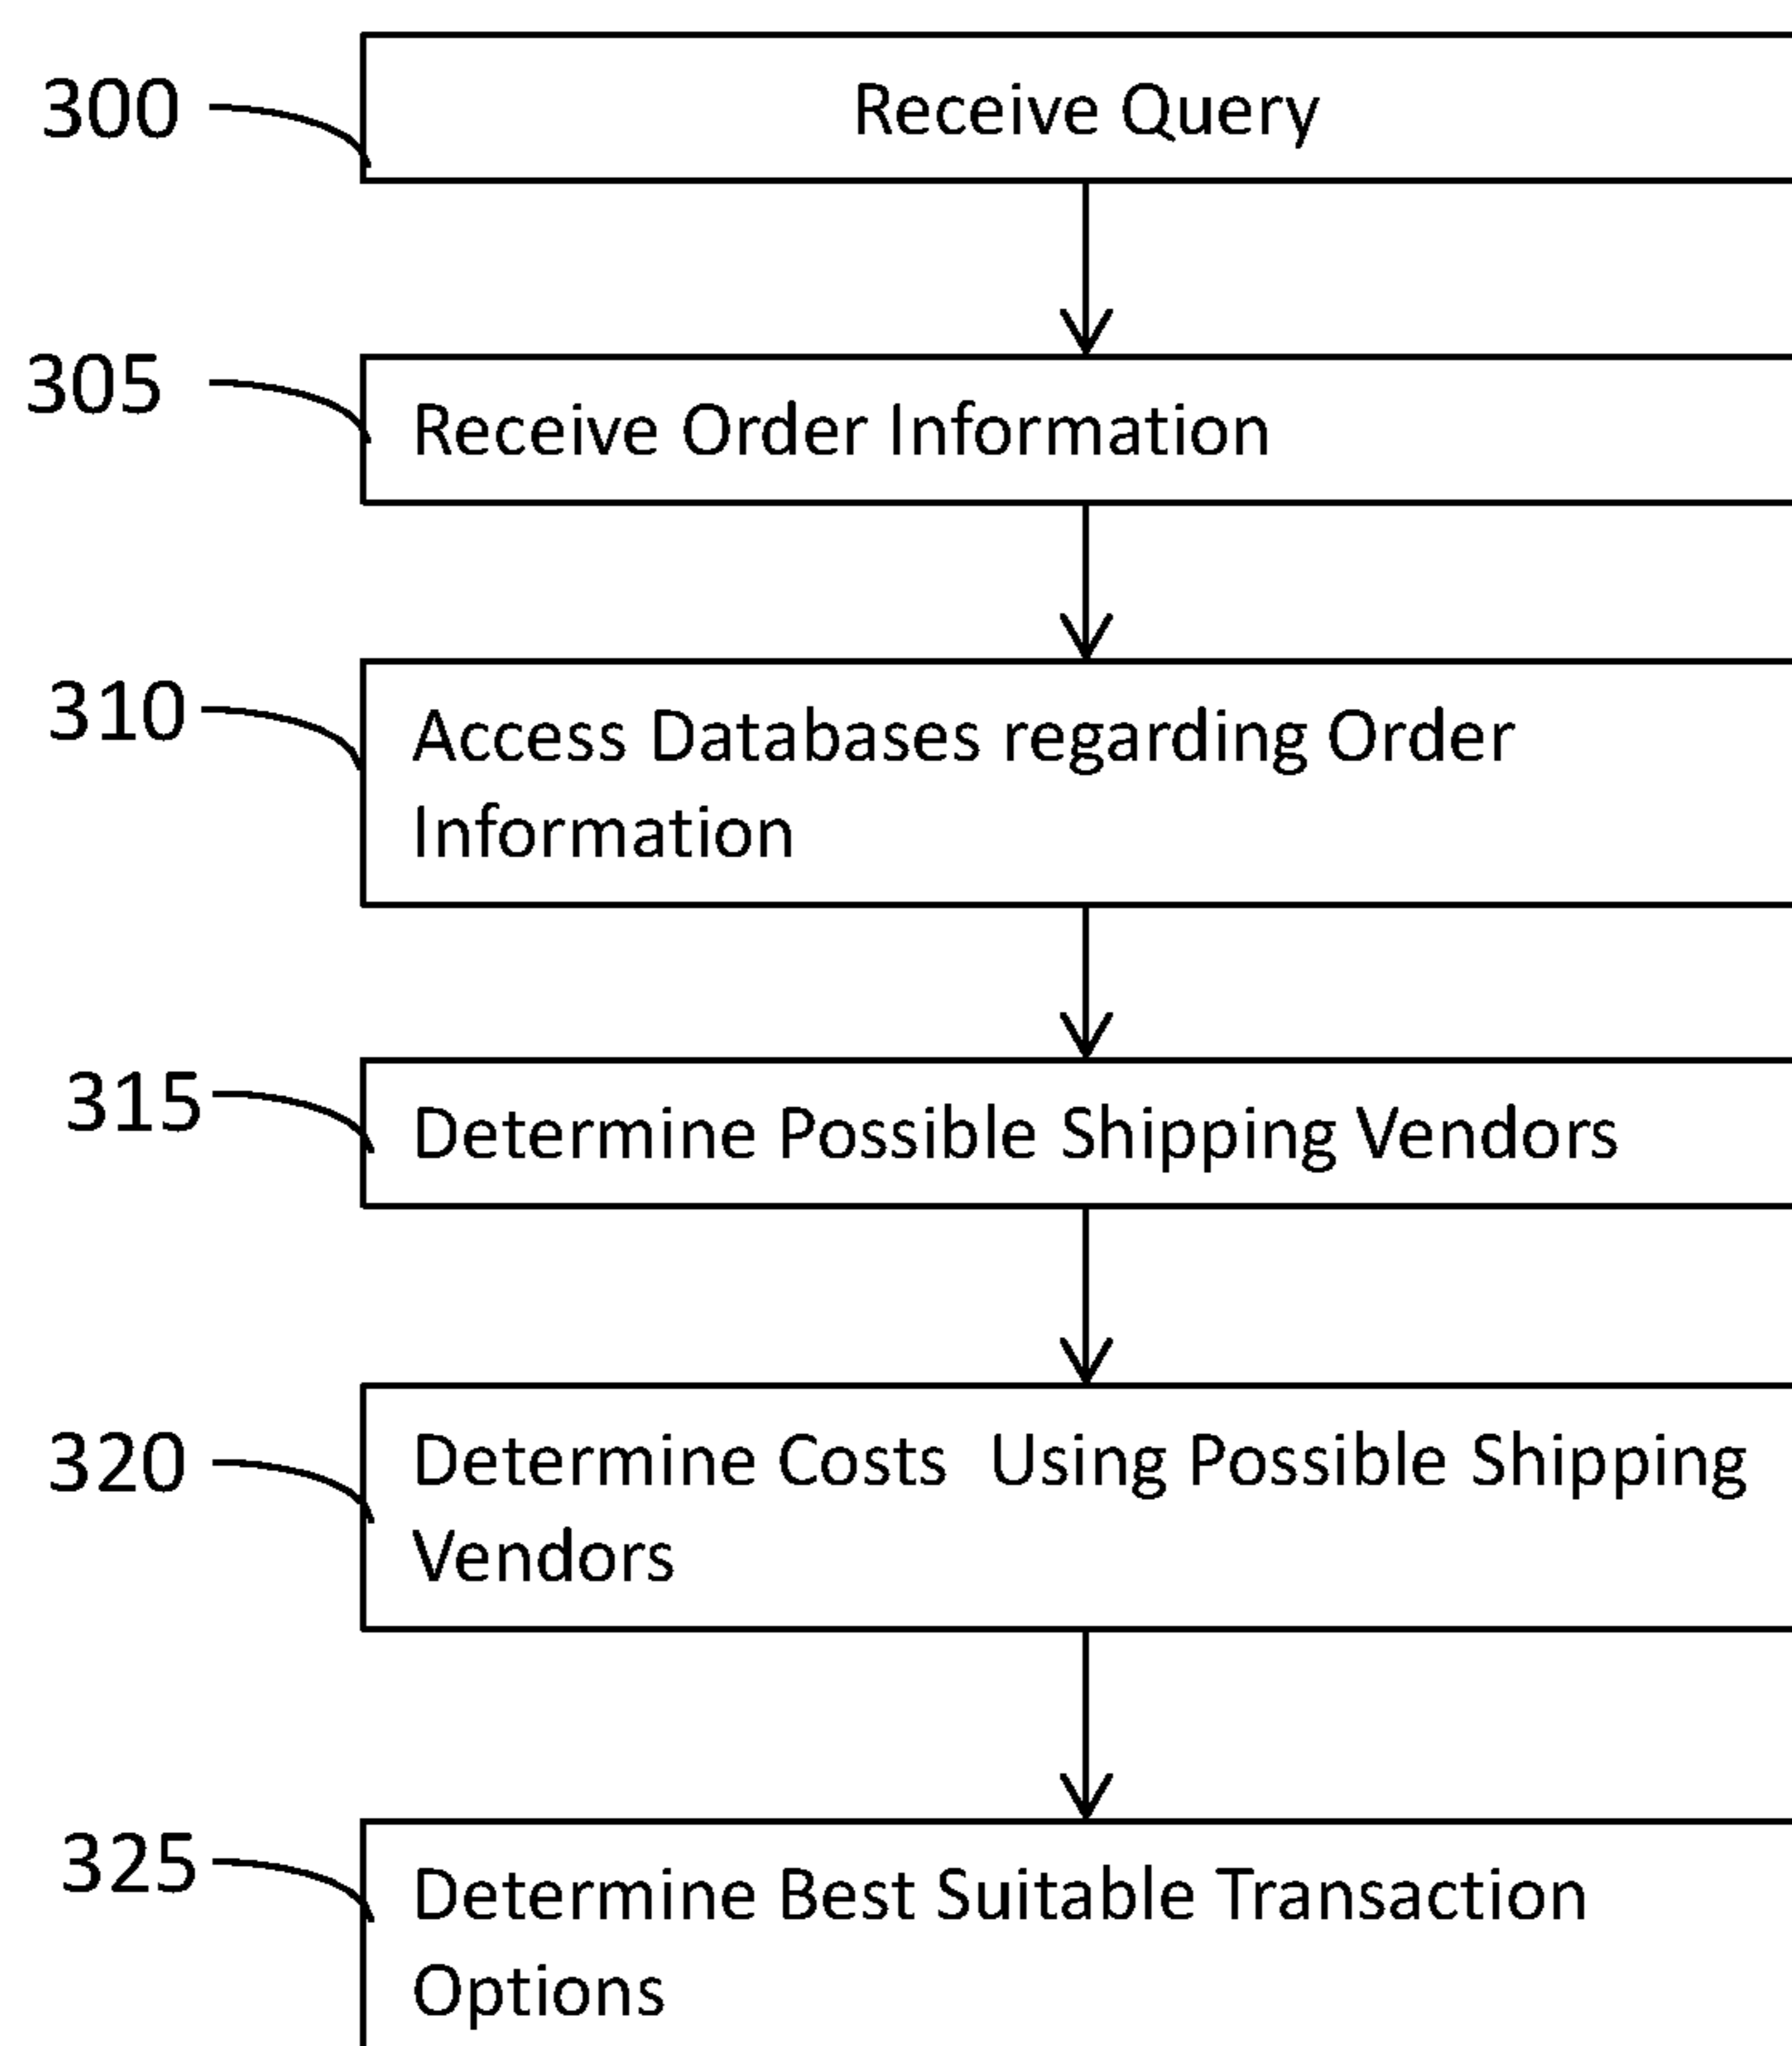 300
Receive Query
305
Receive Order Information
310
Access Databases regarding Order
Information
315
Determine Possible Shipping Vendors
320
Determine Costs  Using Possible Shipping
Vendors
325
Determine Best Suitable Transaction
Options